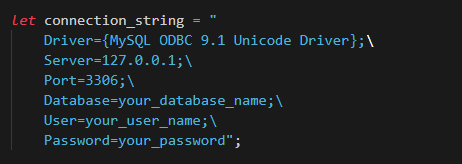 let connection_string = "
    Driver={MySQL ODBC 9.1 Unicode Driver};\
    Server=127.0.0.1;\
    Port=3306;\
    Database=your_database_name;\
    User=your_user_name;\
    Password=your_password";